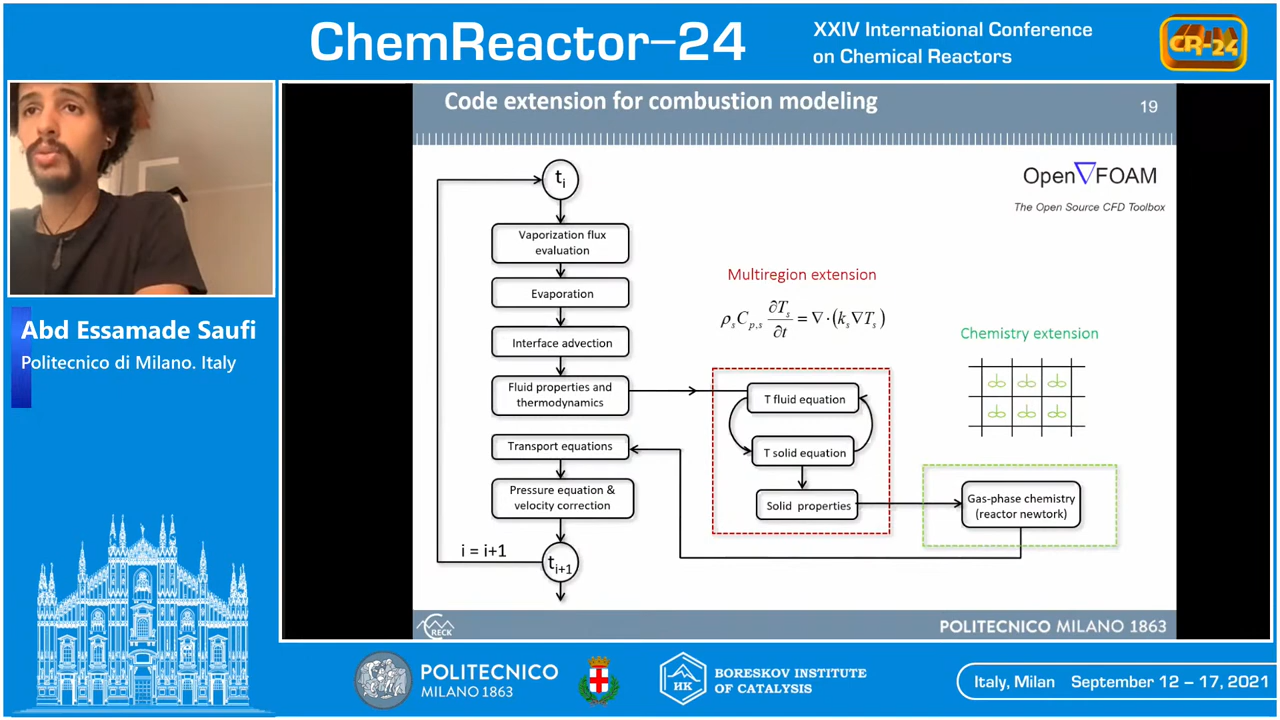 ChemReactor–24
XXIV International Conference
on Chemical Reactors
CR-24
Code extension for combustion modeling
19
OpenFOAM
The Open Source CFD Toolbox
t_i
Vaporization flux
evaluation
Evaporation
Interface advection
Fluid properties and
thermodynamics
Transport equations
Pressure equation &
velocity correction
i = i+1
t_{i+1}
Multiregion extension
ρ_s C_{p,s} ∂T_s/∂t = ∇·(k_s∇T_s)
T fluid equation
T solid equation
Solid properties
Chemistry extension
Gas-phase chemistry
(reactor newtork)
CRECK
POLITECNICO MILANO 1863
Abd Essamade Saufi
Politecnico di Milano. Italy
POLITECNICO
MILANO 1863
НК
BORESKOV INSTITUTE
OF CATALYSIS
Italy, Milan September 12 – 17, 2021